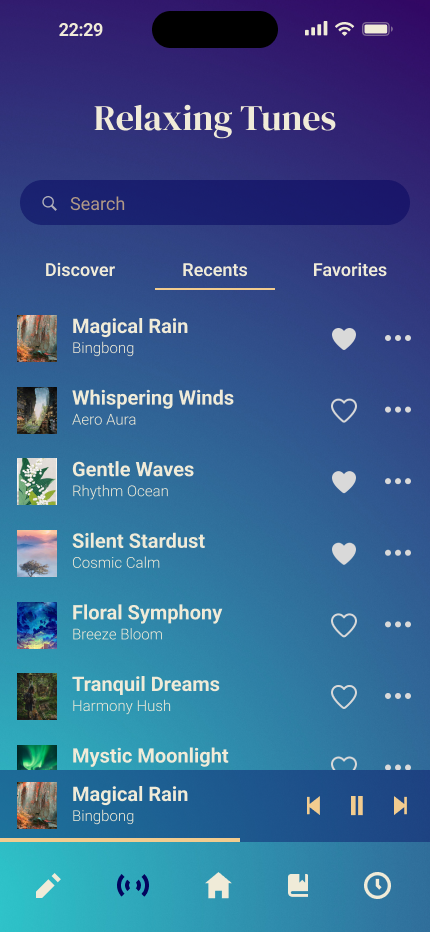 22:29
Relaxing Tunes
Search
Discover Recents Favorites
Magical Rain
Bingbong
Whispering Winds
Aero Aura
Gentle Waves
Rhythm Ocean
Silent Stardust
Cosmic Calm
Floral Symphony
Breeze Bloom
Tranquil Dreams
Harmony Hush
Mystic Moonlight
Magical Rain
Bingbong